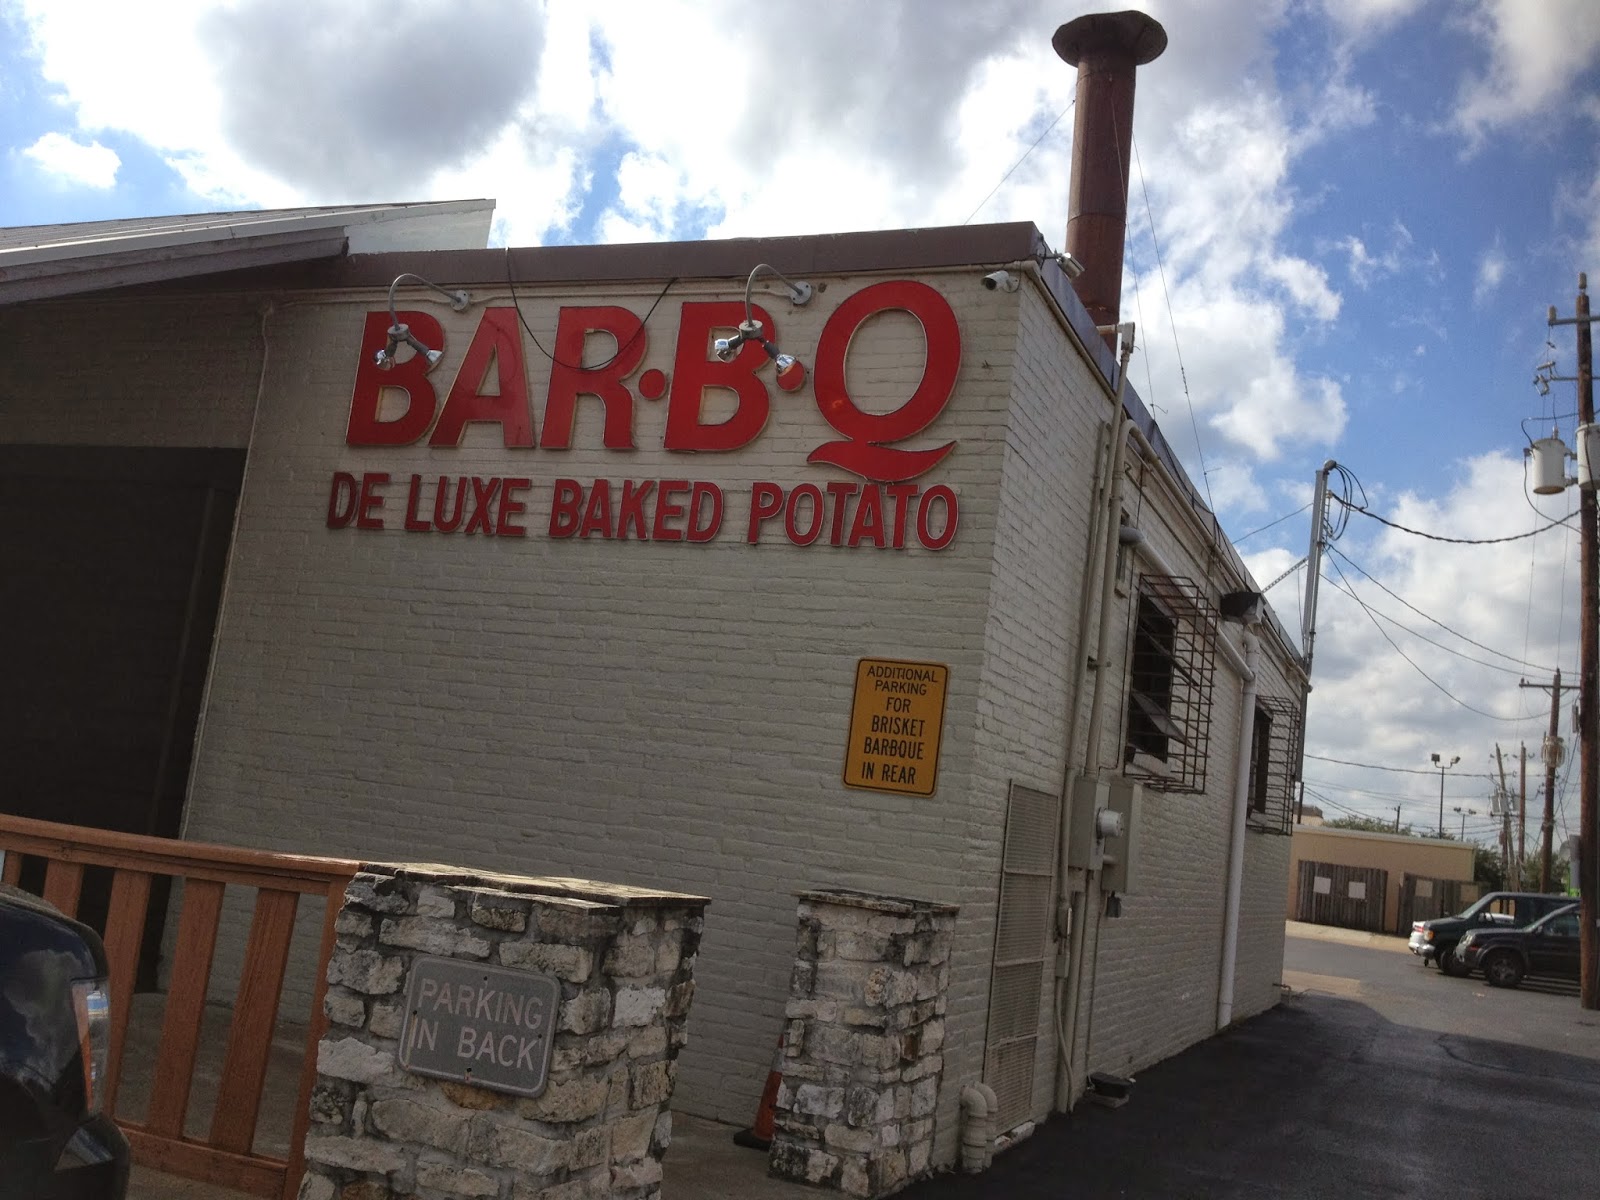 BAR·B·Q
DE LUXE BAKED POTATO
ADDITIONAL
PARKING
FOR
BRISKET
BARBQUE
IN REAR
PARKING
IN BACK